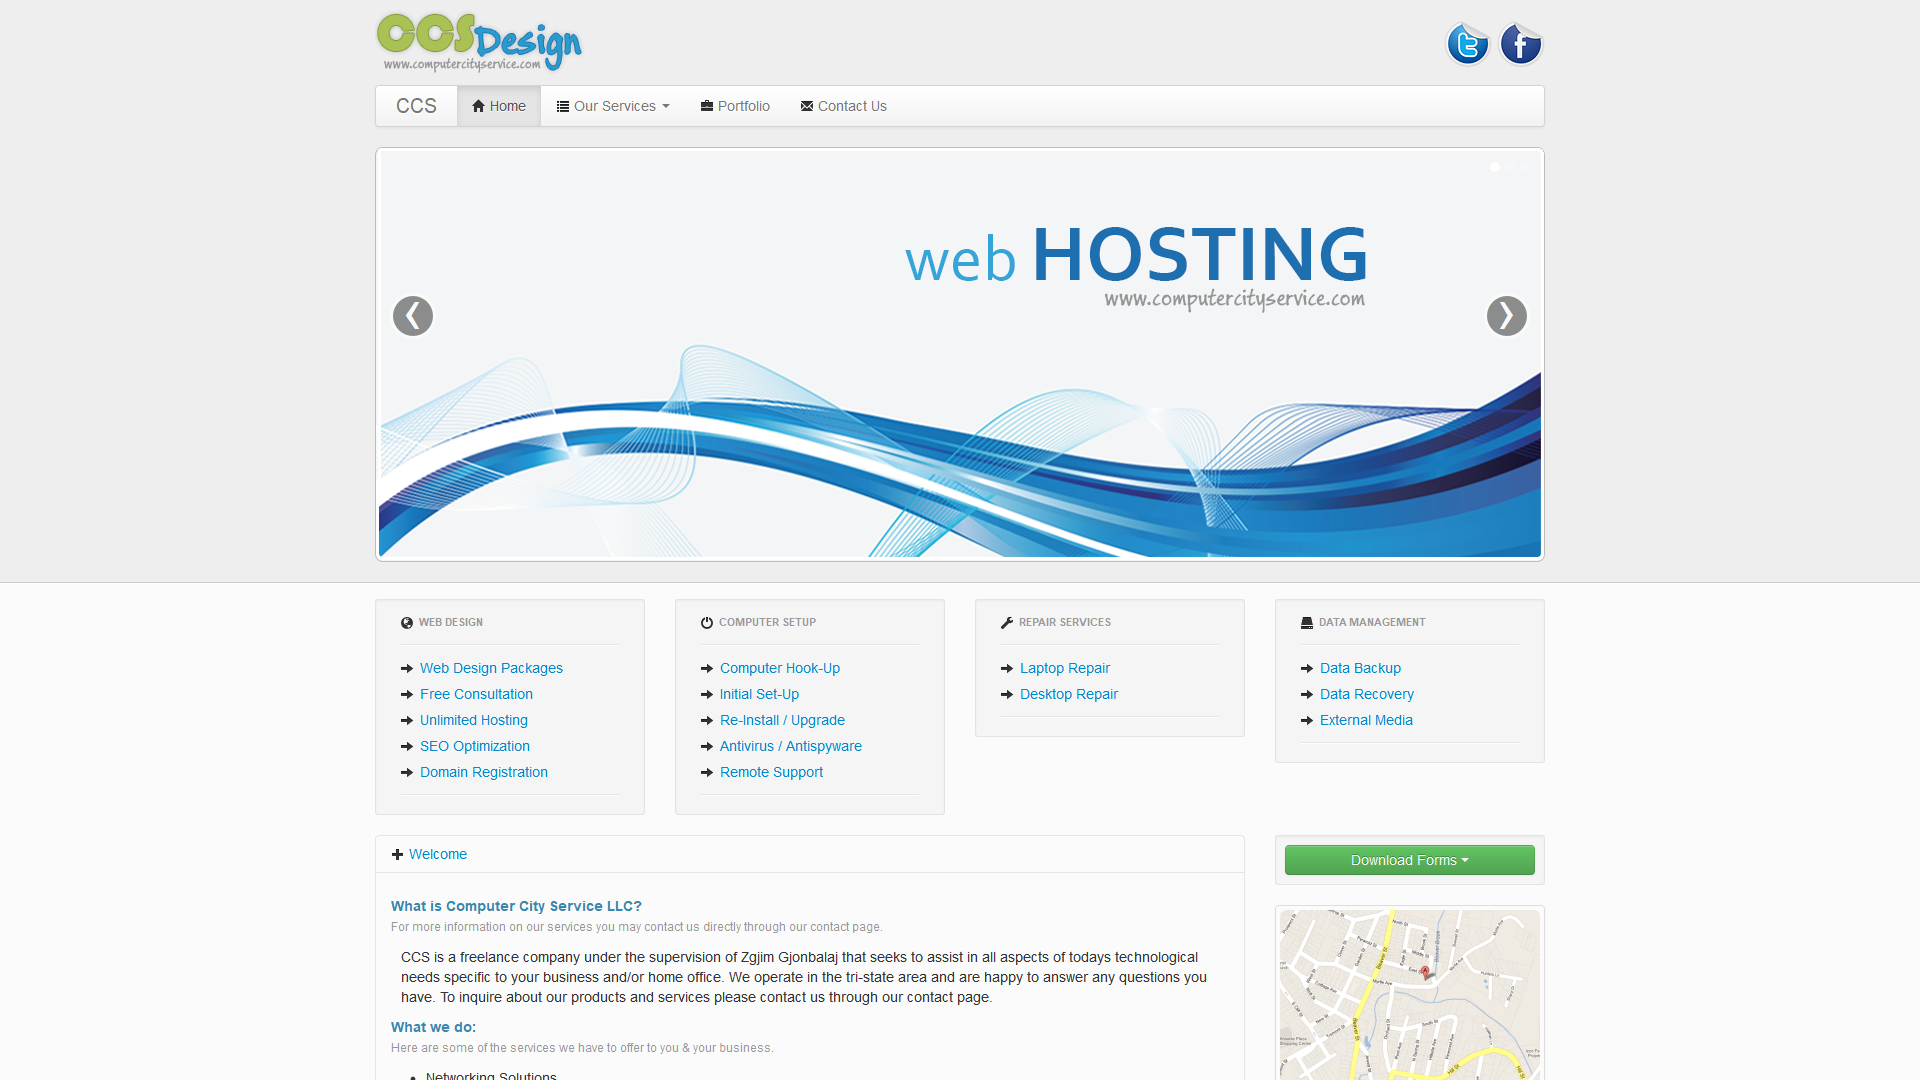 CCS Design
www.computercityservice.com
CCS Home Our Services Portfolio Contact Us
web HOSTING
www.computercityservice.com
WEB DESIGN
Web Design Packages
Free Consultation
Unlimited Hosting
SEO Optimization
Domain Registration
COMPUTER SETUP
Computer Hook-Up
Initial Set-Up
Re-Install / Upgrade
Antivirus / Antispyware
Remote Support
REPAIR SERVICES
Laptop Repair
Desktop Repair
DATA MANAGEMENT
Data Backup
Data Recovery
External Media
Welcome
What is Computer City Service LLC?
For more information on our services you may contact us directly through our contact page.
CCS is a freelance company under the supervision of Zgjim Gjonbalaj that seeks to assist in all aspects of todays technological
needs specific to your business and/or home office. We operate in the tri-state area and are happy to answer any questions you
have. To inquire about our products and services please contact us through our contact page.
What we do:
Here are some of the services we have to offer to you & your business.
Networking Solutions
Download Forms